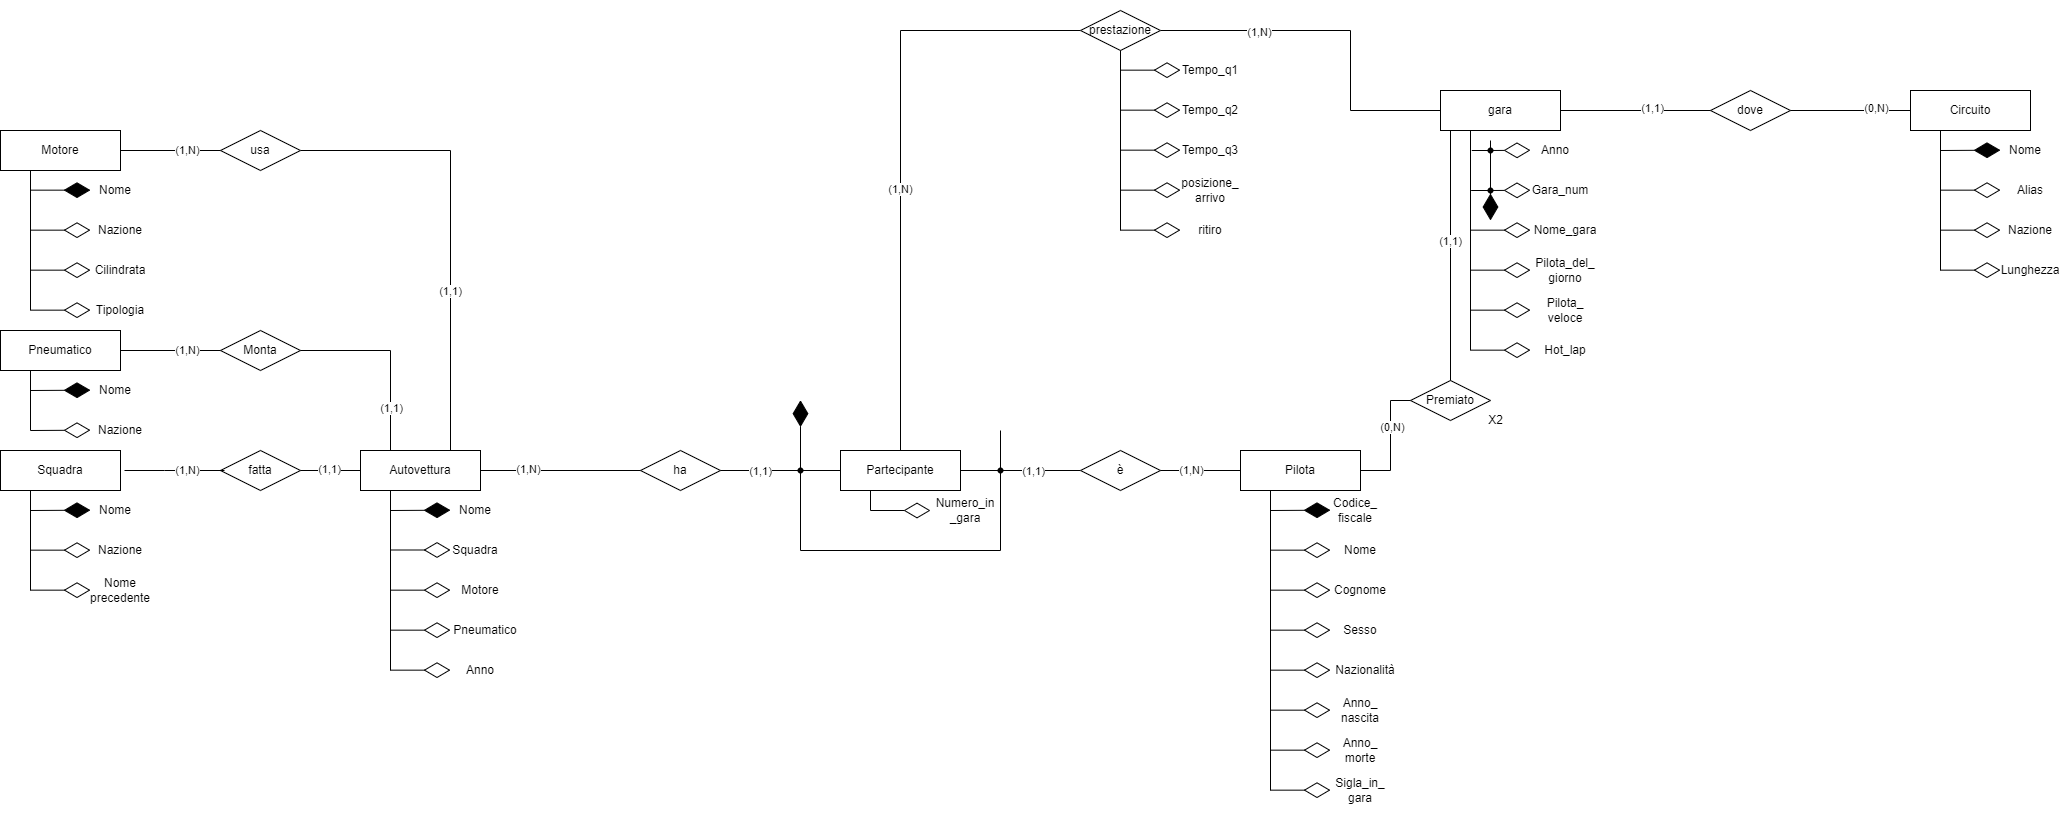 prestazione
(1,N)
Tempo_q1
Tempo_q2
Tempo_q3
posizione_
arrivo
ritiro
(1,N)
gara
(1,1)
dove
(0,N)
Circuito
Anno
Gara_num
Nome_gara
Pilota_del_
giorno
Pilota_
veloce
Hot_lap
Nome
Alias
Nazione
Lunghezza
(1,1)
Premiato
X2
(0,N)
Motore
(1,N)
usa
(1,1)
Nome
Nazione
Cilindrata
Tipologia
Pneumatico
(1,N)
Monta
(1,1)
Nome
Nazione
Squadra
(1,N)
fatta
(1,1)
Autovettura
(1,N)
ha
(1,1)
Partecipante
(1,1)
è
(1,N)
Pilota
Nome
Nazione
Nome
precedente
Nome
Squadra
Motore
Pneumatico
Anno
Numero_in
_gara
Codice_
fiscale
Nome
Cognome
Sesso
Nazionalità
Anno_
nascita
Anno_
morte
Sigla_in_
gara